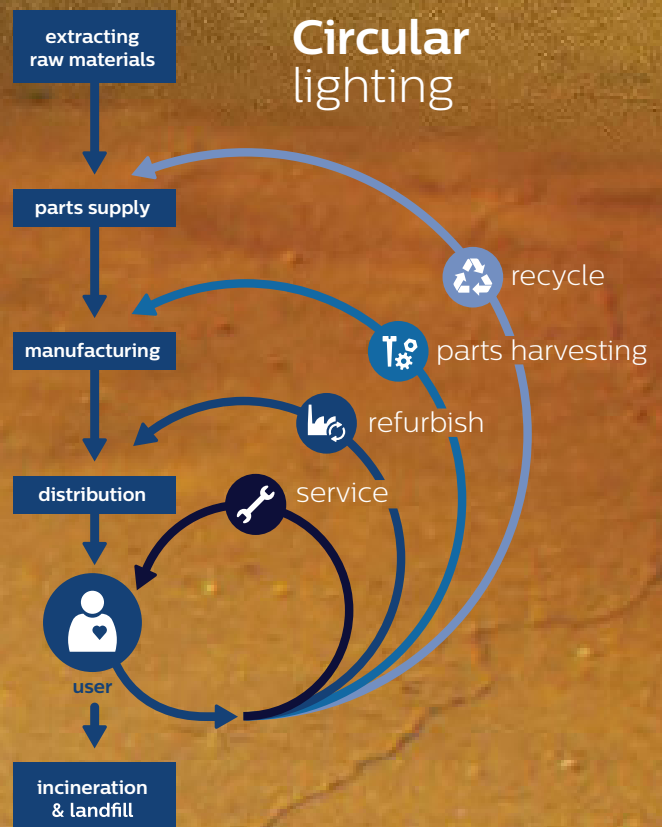 Circular
lighting
extracting
raw materials
parts supply
recycle
manufacturing
parts harvesting
refurbish
distribution
service
user
incineration
& landfill